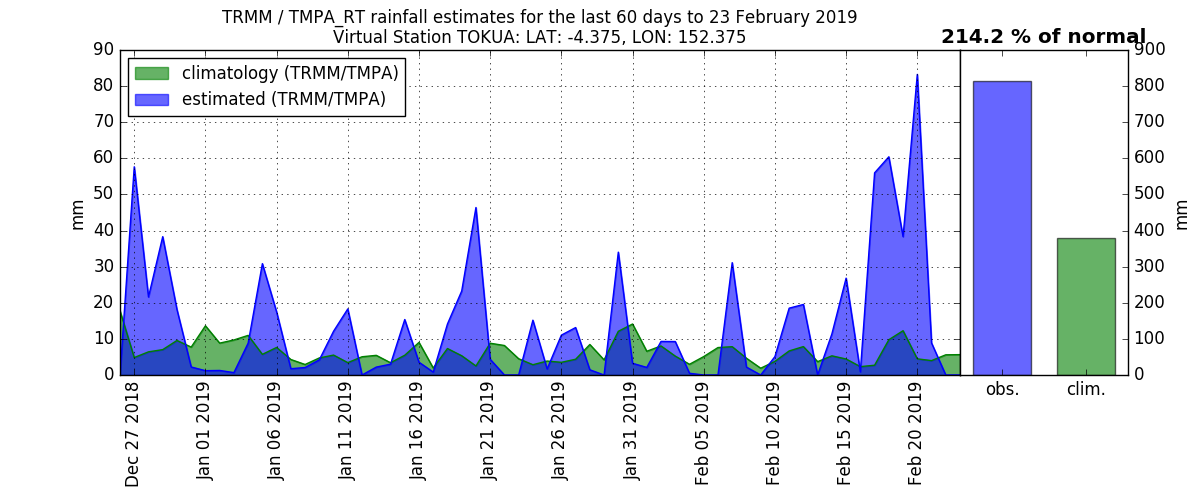 TRMM / TMPA_RT rainfall estimates for the last 60 days to 23 February 2019
Virtual Station TOKUA: LAT: -4.375, LON: 152.375
214.2 % of normal
climatology (TRMM/TMPA)
estimated (TRMM/TMPA)
mm
90
80
70
60
50
40
30
20
10
0
900
800
700
600
500
400
300
200
100
0
mm
Dec 27 2018
Jan 01 2019
Jan 06 2019
Jan 11 2019
Jan 16 2019
Jan 21 2019
Jan 26 2019
Jan 31 2019
Feb 05 2019
Feb 10 2019
Feb 15 2019
Feb 20 2019
obs.
clim.